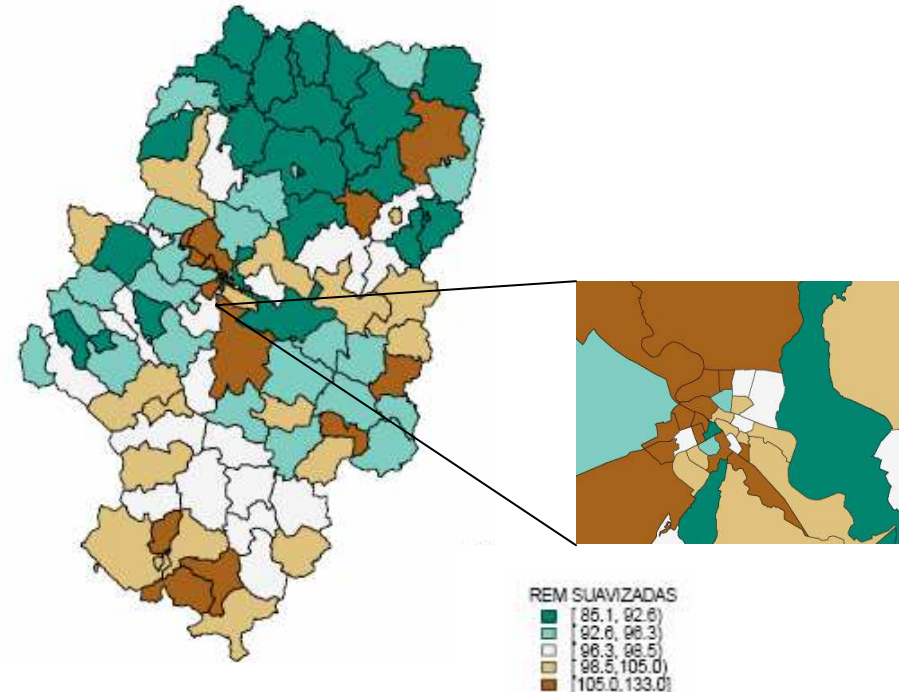 REM SUAVIZADAS
[ 85.1, 92.6)
[ 92.6, 96.3)
[ 96.3, 98.5)
[ 98.5,105.0)
[105.0,133.0]